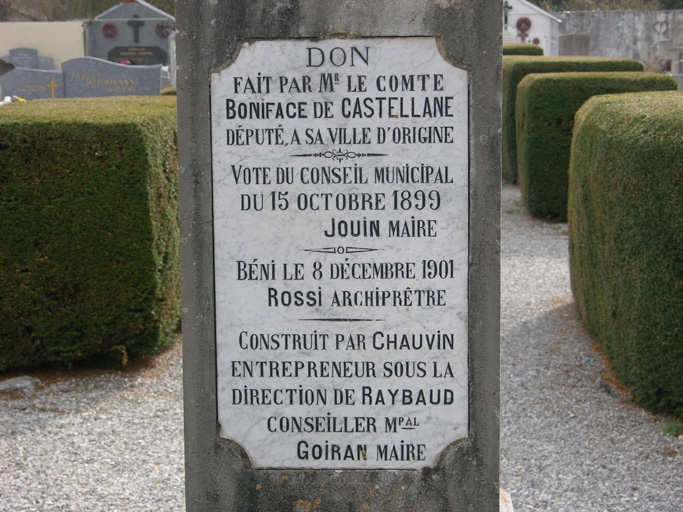 DON
FAIT PAR MR LE COMTE
BONIFACE DE CASTELLANE
DÉPUTÉ, A SA VILLE D'ORIGINE
VOTE DU CONSEIL MUNICIPAL
DU 15 OCTOBRE 1899
JOUIN MAIRE
BÉNI LE 8 DÉCEMBRE 1901
ROSSI ARCHIPRÊTRE
CONSTRUIT PAR CHAUVIN
ENTREPRENEUR SOUS LA
DIRECTION DE RAYBAUD
CONSEILLER MPAL
GOIRAN MAIRE